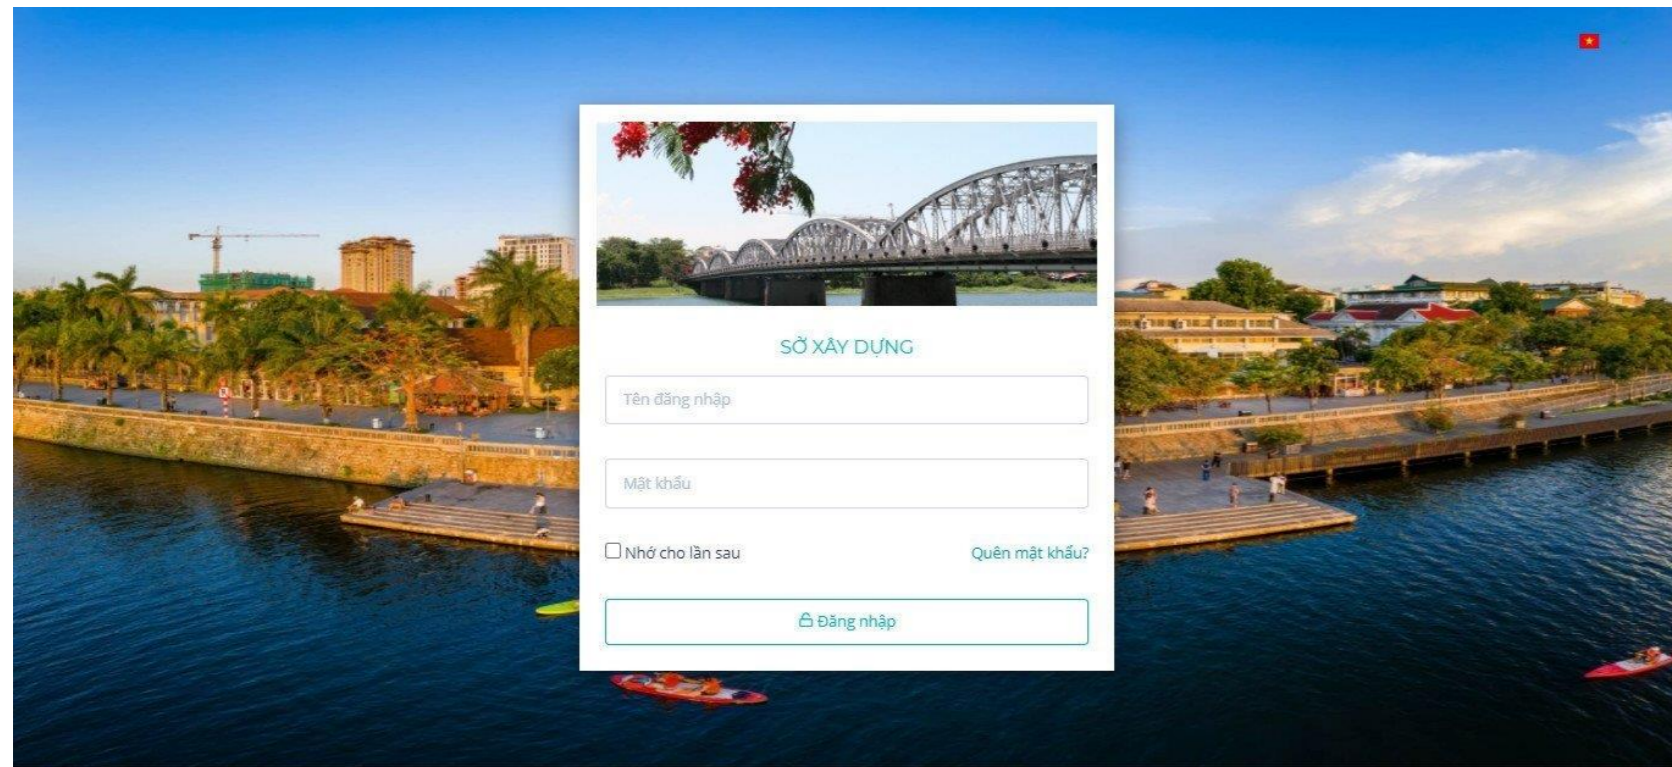 SỞ XÂY DỰNG
Tên đăng nhập
Mật khẩu
Nhớ cho lần sau
Quên mật khẩu?
Đăng nhập